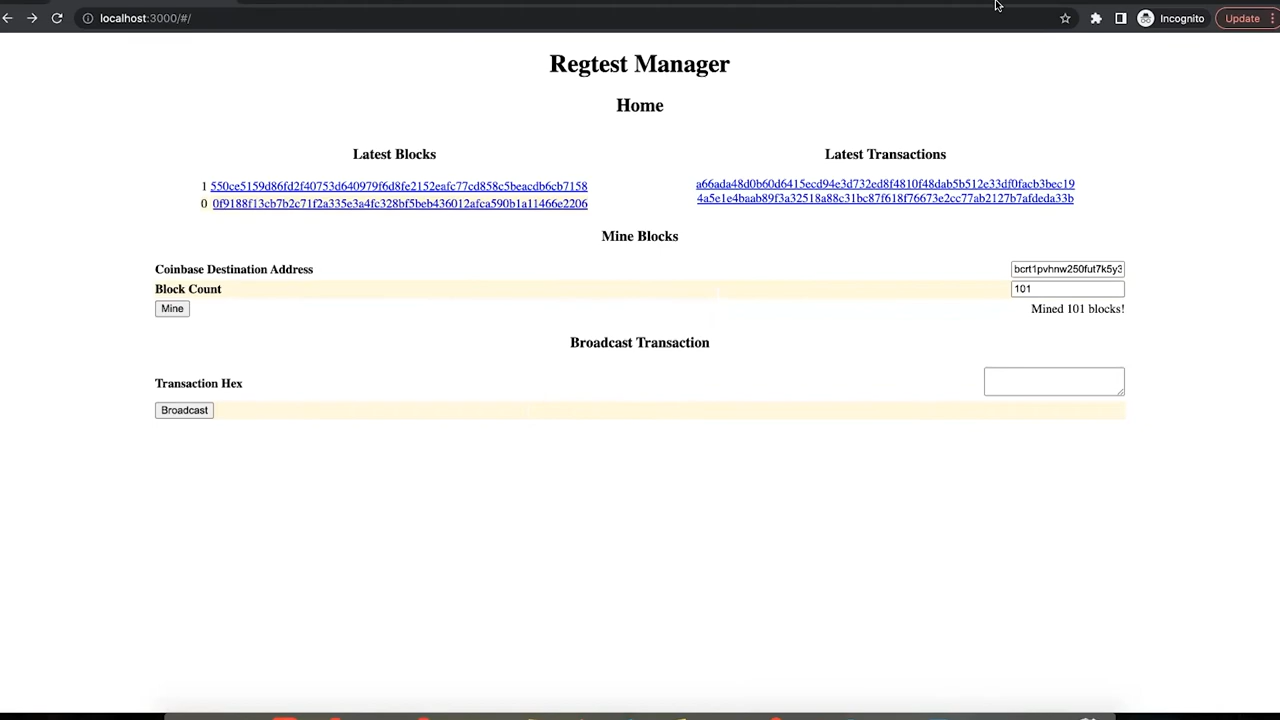 localhost:3000/#/
Incognito
Update
Regtest Manager
Home
Latest Blocks
1 550ce5159d86fd2f40753d640979f6d8fe2152eafc77cd858c5beacdb6cb7158
0 0f9188f13cb7b2c71f2a335e3a4fc328bf5beb436012afca590b1a11466e2206
Latest Transactions
a66ada48d0b60d6415ecd94e3d732ed8f4810f48dab5b512e33df0facb3bec19
4a5e1e4baab89f3a32518a88c31bc87f618f76673e2cc77ab2127b7afdeda33b
Mine Blocks
Coinbase Destination Address
bcrt1pvhnw250fut7k5y3
Block Count
101
Mine
Mined 101 blocks!
Broadcast Transaction
Transaction Hex
Broadcast